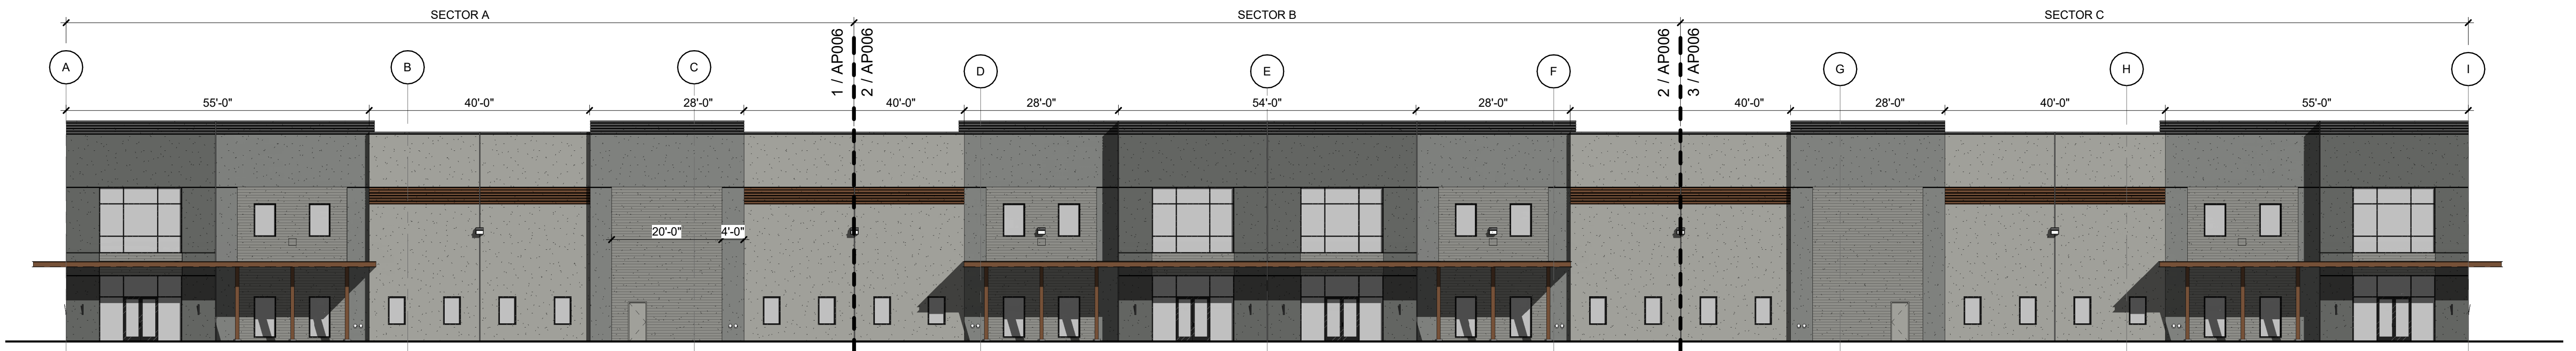 SECTOR A
SECTOR B
SECTOR C
1 / AP006
2 / AP006
2 / AP006
3 / AP006
A
B
C
D
E
F
G
H
I
55'-0"
40'-0"
28'-0"
40'-0"
28'-0"
54'-0"
28'-0"
40'-0"
28'-0"
40'-0"
55'-0"
20'-0"
4'-0"